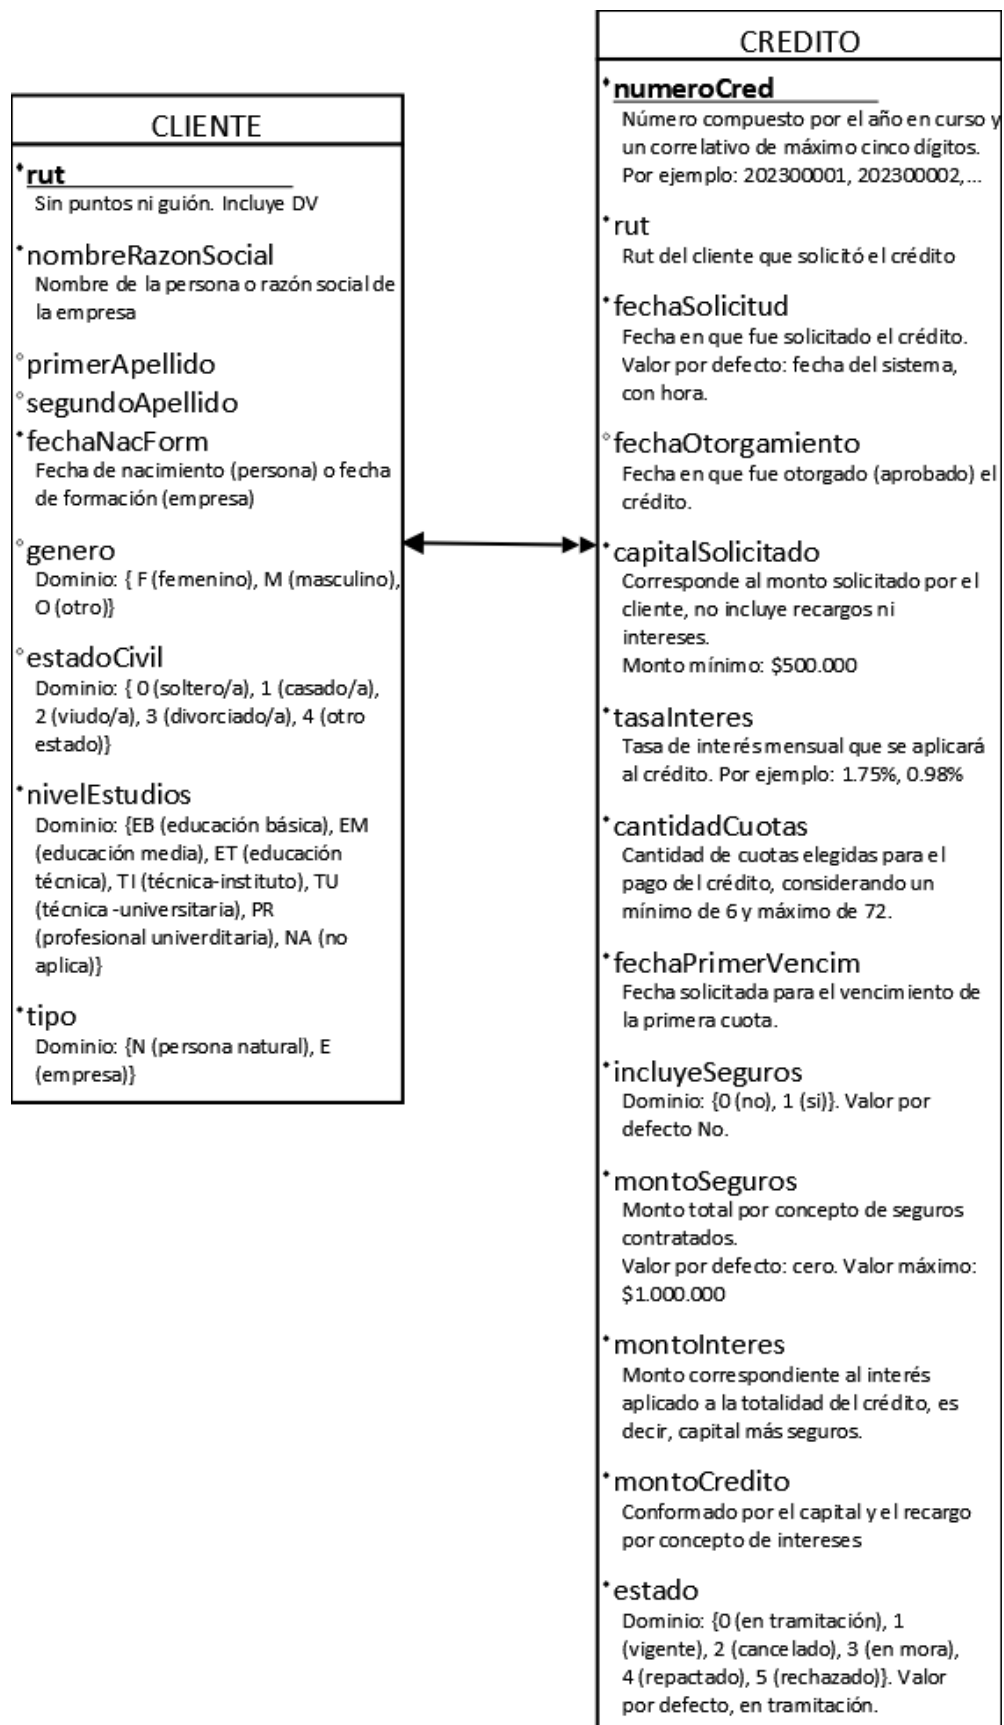 CLIENTE
rut
Sin puntos ni guión. Incluye DV
nombreRazonSocial
Nombre de la persona o razón social de
la empresa
primerApellido
segundoApellido
fechaNacForm
Fecha de nacimiento (persona) o fecha
de formación (empresa)
genero
Dominio: { F (femenino), M (masculino),
O (otro)}
estadoCivil
Dominio: { 0 (soltero/a), 1 (casado/a),
2 (viudo/a), 3 (divorciado/a), 4 (otro
estado)}
nivelEstudios
Dominio: {EB (educación básica), EM
(educación media), ET (educación
técnica), TI (técnica-instituto), TU
(técnica -universitaria), PR
(profesional univerditaria), NA (no
aplica)}
tipo
Dominio: {N (persona natural), E
(empresa)}
CREDITO
numeroCred
Número compuesto por el año en curso y
un correlativo de máximo cinco dígitos.
Por ejemplo: 202300001, 202300002,...
rut
Rut del cliente que solicitó el crédito
fechaSolicitud
Fecha en que fue solicitado el crédito.
Valor por defecto: fecha del sistema,
con hora.
fechaOtorgamiento
Fecha en que fue otorgado (aprobado) el
crédito.
capitalSolicitado
Corresponde al monto solicitado por el
cliente, no incluye recargos ni
intereses.
Monto mínimo: $500.000
tasaInteres
Tasa de interés mensual que se aplicará
al crédito. Por ejemplo: 1.75%, 0.98%
cantidadCuotas
Cantidad de cuotas elegidas para el
pago del crédito, considerando un
mínimo de 6 y máximo de 72.
fechaPrimerVencim
Fecha solicitada para el vencimiento de
la primera cuota.
incluyeSeguros
Dominio: {0 (no), 1 (si)}. Valor por
defecto No.
montoSeguros
Monto total por concepto de seguros
contratados.
Valor por defecto: cero. Valor máximo:
$1.000.000
montoInteres
Monto correspondiente al interés
aplicado a la totalidad del crédito, es
decir, capital más seguros.
montoCredito
Conformado por el capital y el recargo
por concepto de intereses
estado
Dominio: {0 (en tramitación), 1
(vigente), 2 (cancelado), 3 (en mora),
4 (repactado), 5 (rechazado)}. Valor
por defecto, en tramitación.